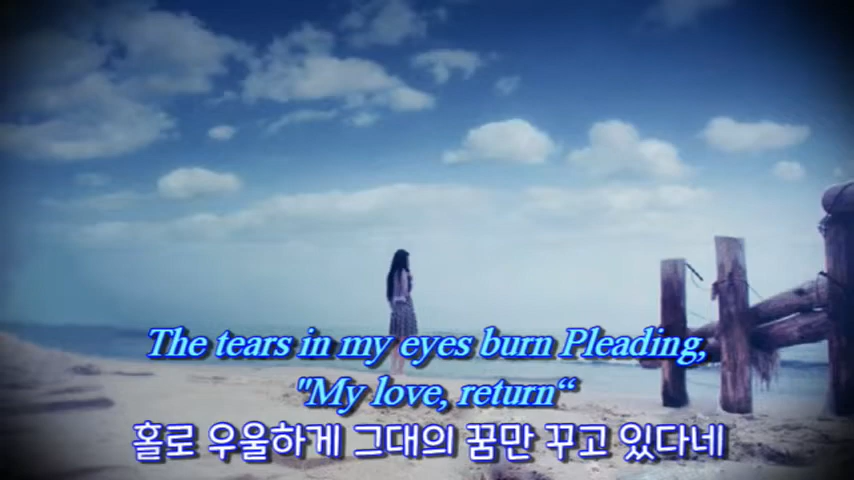 The tears in my eyes burn Pleading,
"My love, return“
홀로 우울하게 그대의 꿈만 꾸고 있다네